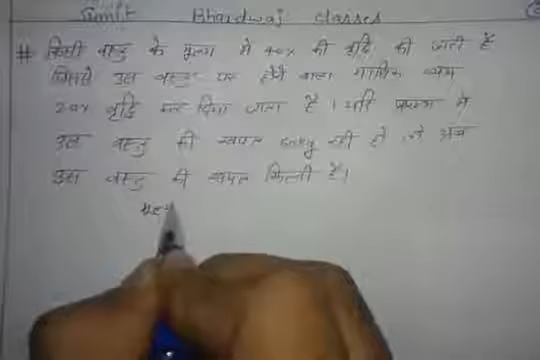 Sumit Bhardwaj classes
# किसी वस्तु के मूल्य में 40% की वृद्धि की जाती है
जिससे उस वस्तु पर होने वाला मासिक व्यय
20% वृद्धि कर दिया जाता है। यदि प्रारम्भ में
उस वस्तु की खपत 60kg रही हो तो अब
इस वस्तु की खपत कितनी है।